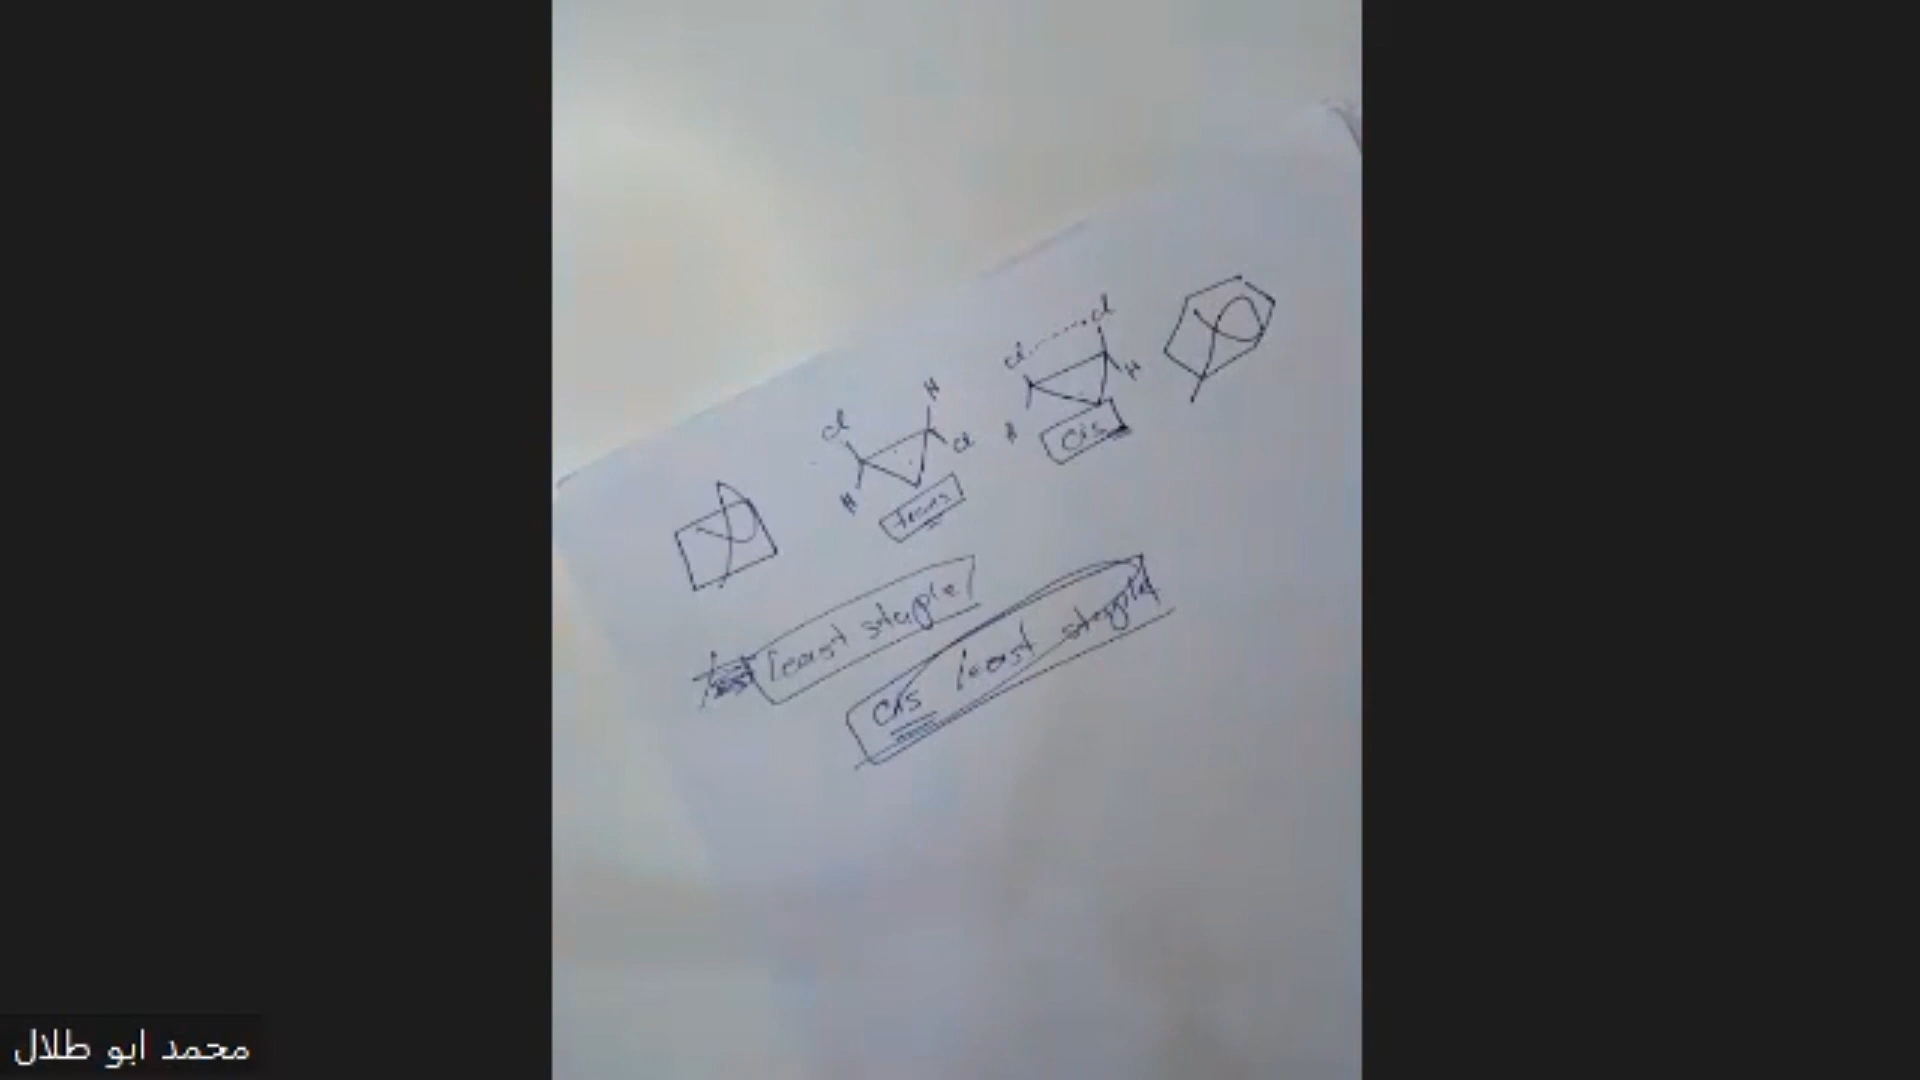 Cl Cl
H H
cis
Cl H
H Cl
trans
least staple
cis least staple
محمد ابو طلال